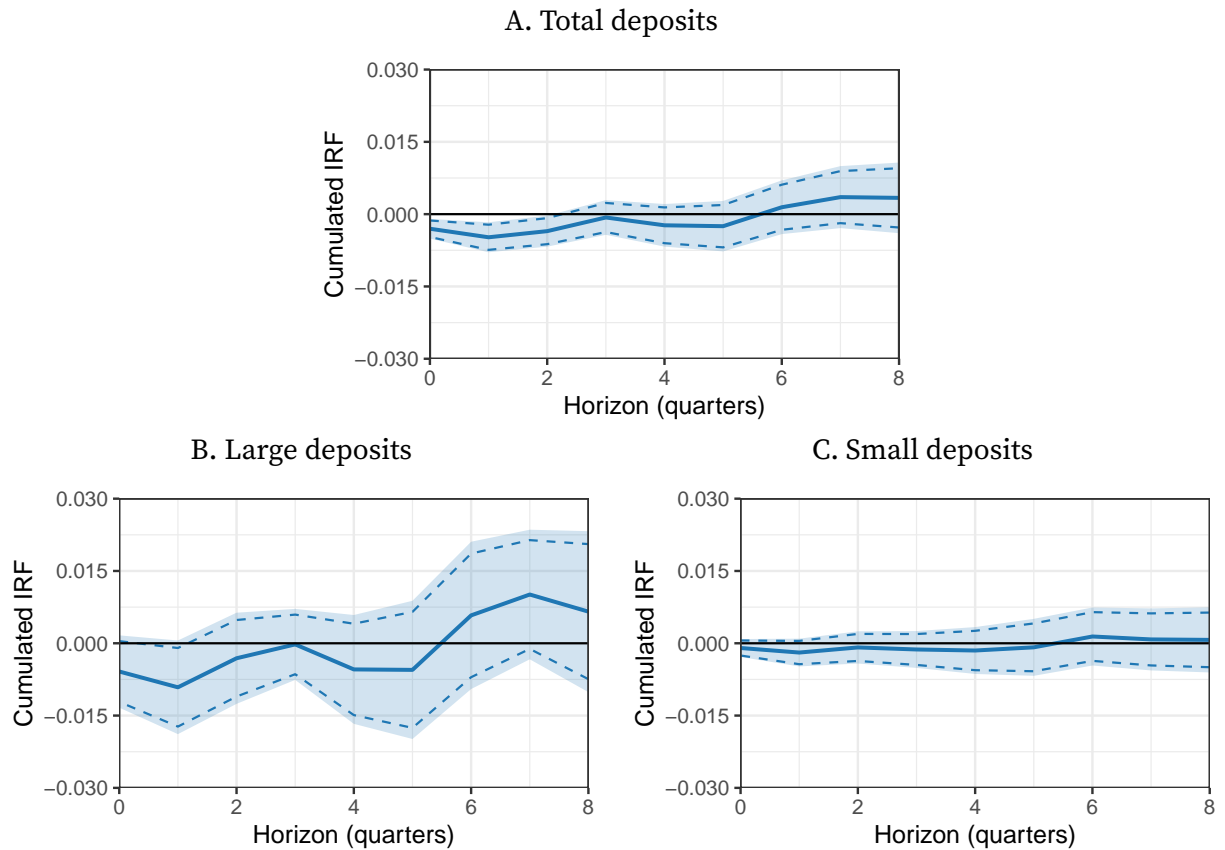 A. Total deposits
0.030
0.015
0.000
−0.015
−0.030
Cumulated IRF
0 2 4 6 8
Horizon (quarters)
B. Large deposits
0.030
0.015
0.000
−0.015
−0.030
Cumulated IRF
0 2 4 6 8
Horizon (quarters)
C. Small deposits
0.030
0.015
0.000
−0.015
−0.030
Cumulated IRF
0 2 4 6 8
Horizon (quarters)